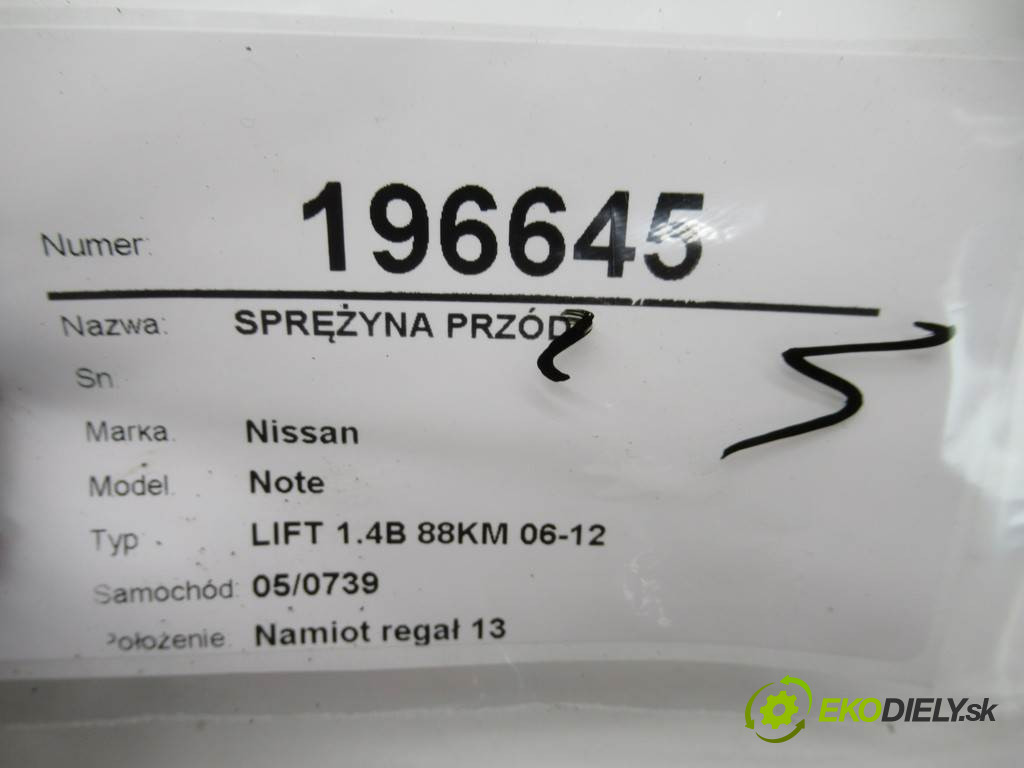 Numer: 196645
Nazwa: SPRĘŻYNA PRZÓD
Sn
Marka. Nissan
Model. Note
Typ LIFT 1.4B 88KM 06-12
Samochód: 05/0739
Położenie: Namiot regał 13
EKODIELY.sk